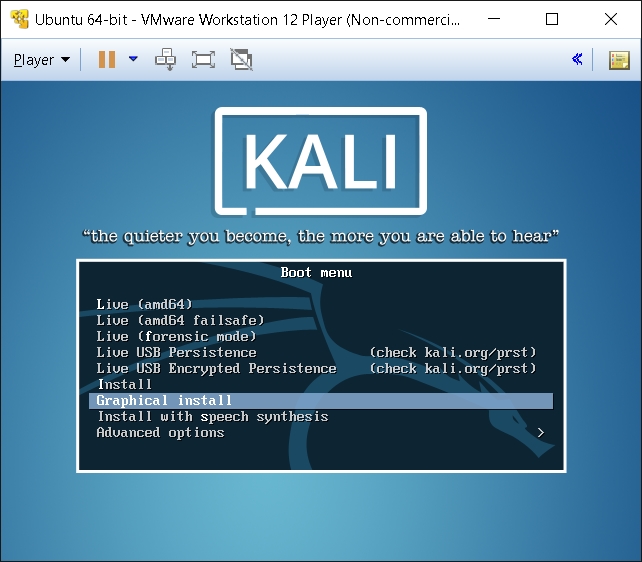 Ubuntu 64-bit - VMware Workstation 12 Player (Non-commerci...
Player
KALI
“the quieter you become, the more you are able to hear”
Boot menu
Live (amd64)
Live (amd64 failsafe)
Live (forensic mode)
Live USB Persistence (check kali.org/prst)
Live USB Encrypted Persistence (check kali.org/prst)
Install
Graphical install
Install with speech synthesis
Advanced options >